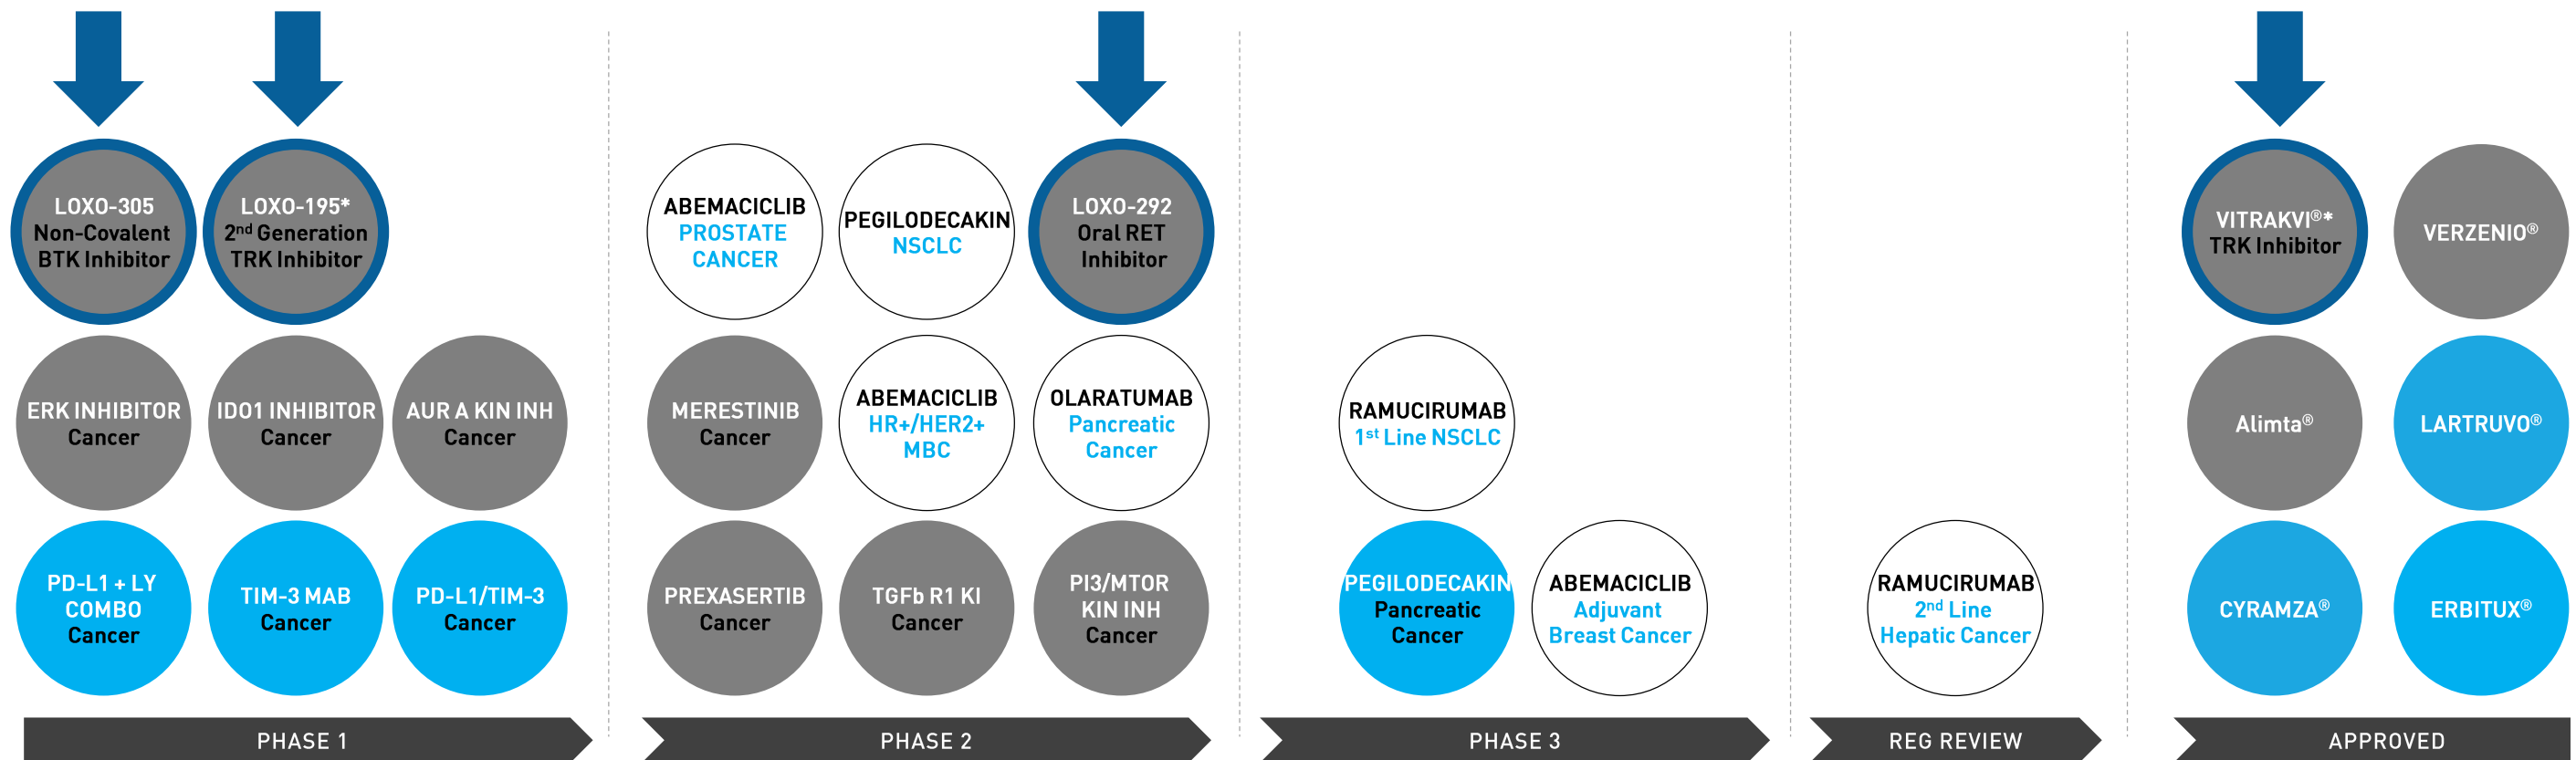 LOXO-305
Non-Covalent
BTK Inhibitor
LOXO-195*
2nd Generation
TRK Inhibitor
ERK INHIBITOR
Cancer
IDO1 INHIBITOR
Cancer
AUR A KIN INH
Cancer
PD-L1 + LY
COMBO
Cancer
TIM-3 MAB
Cancer
PD-L1/TIM-3
Cancer
PHASE 1
ABEMACICLIB
PROSTATE
CANCER
PEGILODECAKIN
NSCLC
LOXO-292
Oral RET
Inhibitor
MERESTINIB
Cancer
ABEMACICLIB
HR+/HER2+
MBC
OLARATUMAB
Pancreatic
Cancer
PREXASERTIB
Cancer
TGFb R1 KI
Cancer
PI3/MTOR
KIN INH
Cancer
PHASE 2
RAMUCIRUMAB
1st Line NSCLC
PEGILODECAKIN
Pancreatic
Cancer
ABEMACICLIB
Adjuvant
Breast Cancer
PHASE 3
RAMUCIRUMAB
2nd Line
Hepatic Cancer
REG REVIEW
VITRAKVI®*
TRK Inhibitor
VERZENIO®
Alimta®
LARTRUVO®
CYRAMZA®
ERBITUX®
APPROVED